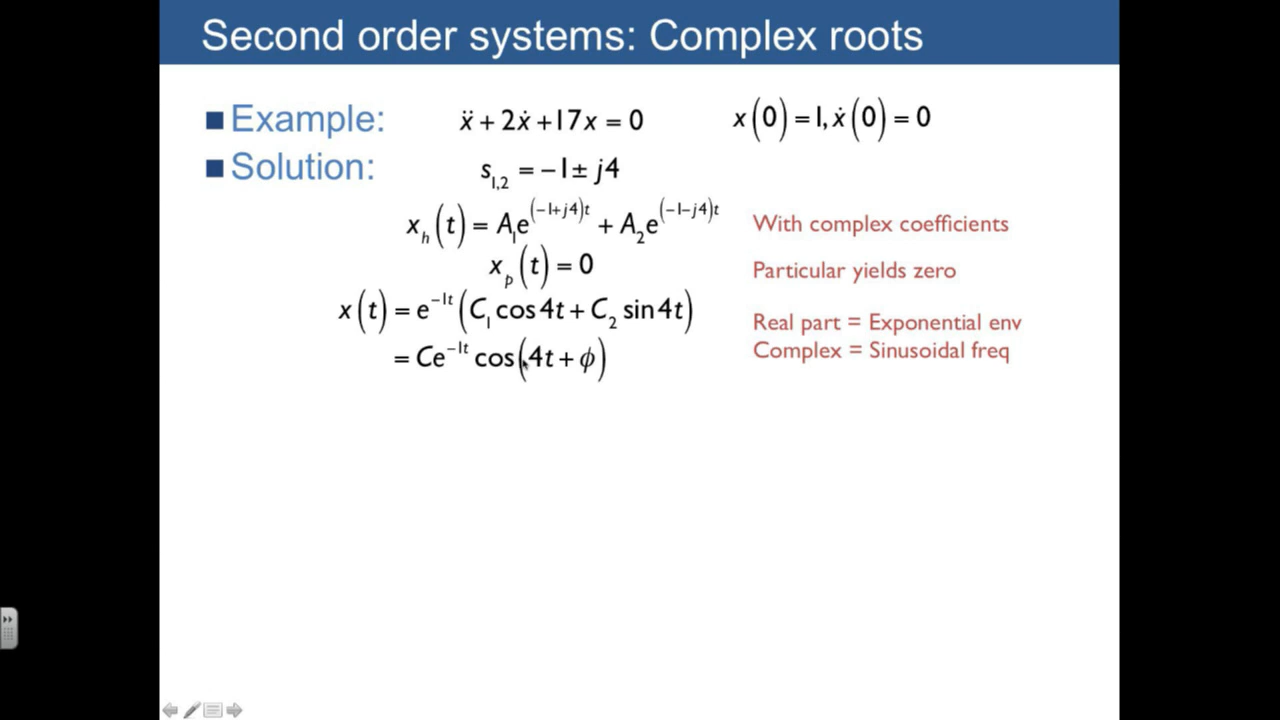 Second order systems: Complex roots
■ Example: ẍ + 2ẋ + 17x = 0 x(0) = 1, ẋ(0) = 0
■ Solution: s₁,₂ = −1 ± j4
xₕ(t) = A₁e^(−1+j4)t + A₂e^(−1−j4)t With complex coefficients
xₚ(t) = 0 Particular yields zero
x(t) = e^−1t (C₁ cos 4t + C₂ sin 4t) Real part = Exponential env
= Ce^−1t cos(4t + ϕ) Complex = Sinusoidal freq